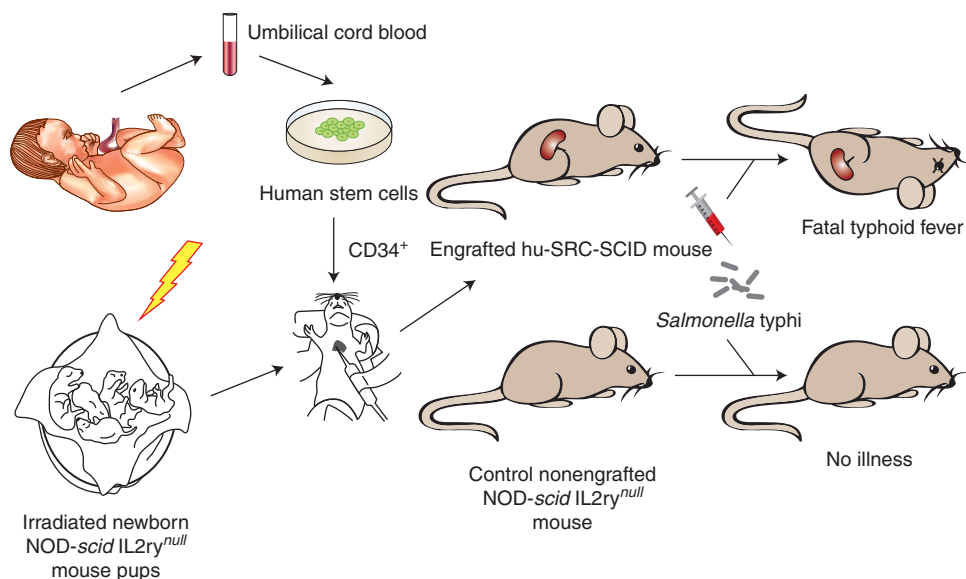 Umbilical cord blood
Human stem cells
CD34⁺
Engrafted hu-SRC-SCID mouse
Fatal typhoid fever
Salmonella typhi
Irradiated newborn
NOD-scid IL2ry^null
mouse pups
Control nonengrafted
NOD-scid IL2ry^null
mouse
No illness